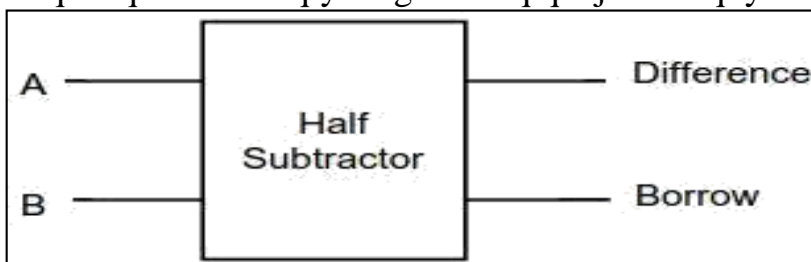 A
Half
Subtractor
Difference
B
Borrow